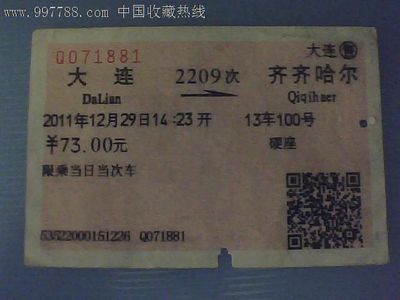 www.997788.com 中国收藏热线
Q071881
大连售
大连 2209次 齐齐哈尔
DaLian Qiqihaer
2011年12月29日14:23开 13车100号
¥73.00元 硬座
限乘当日当次车
53522000151226 Q071881